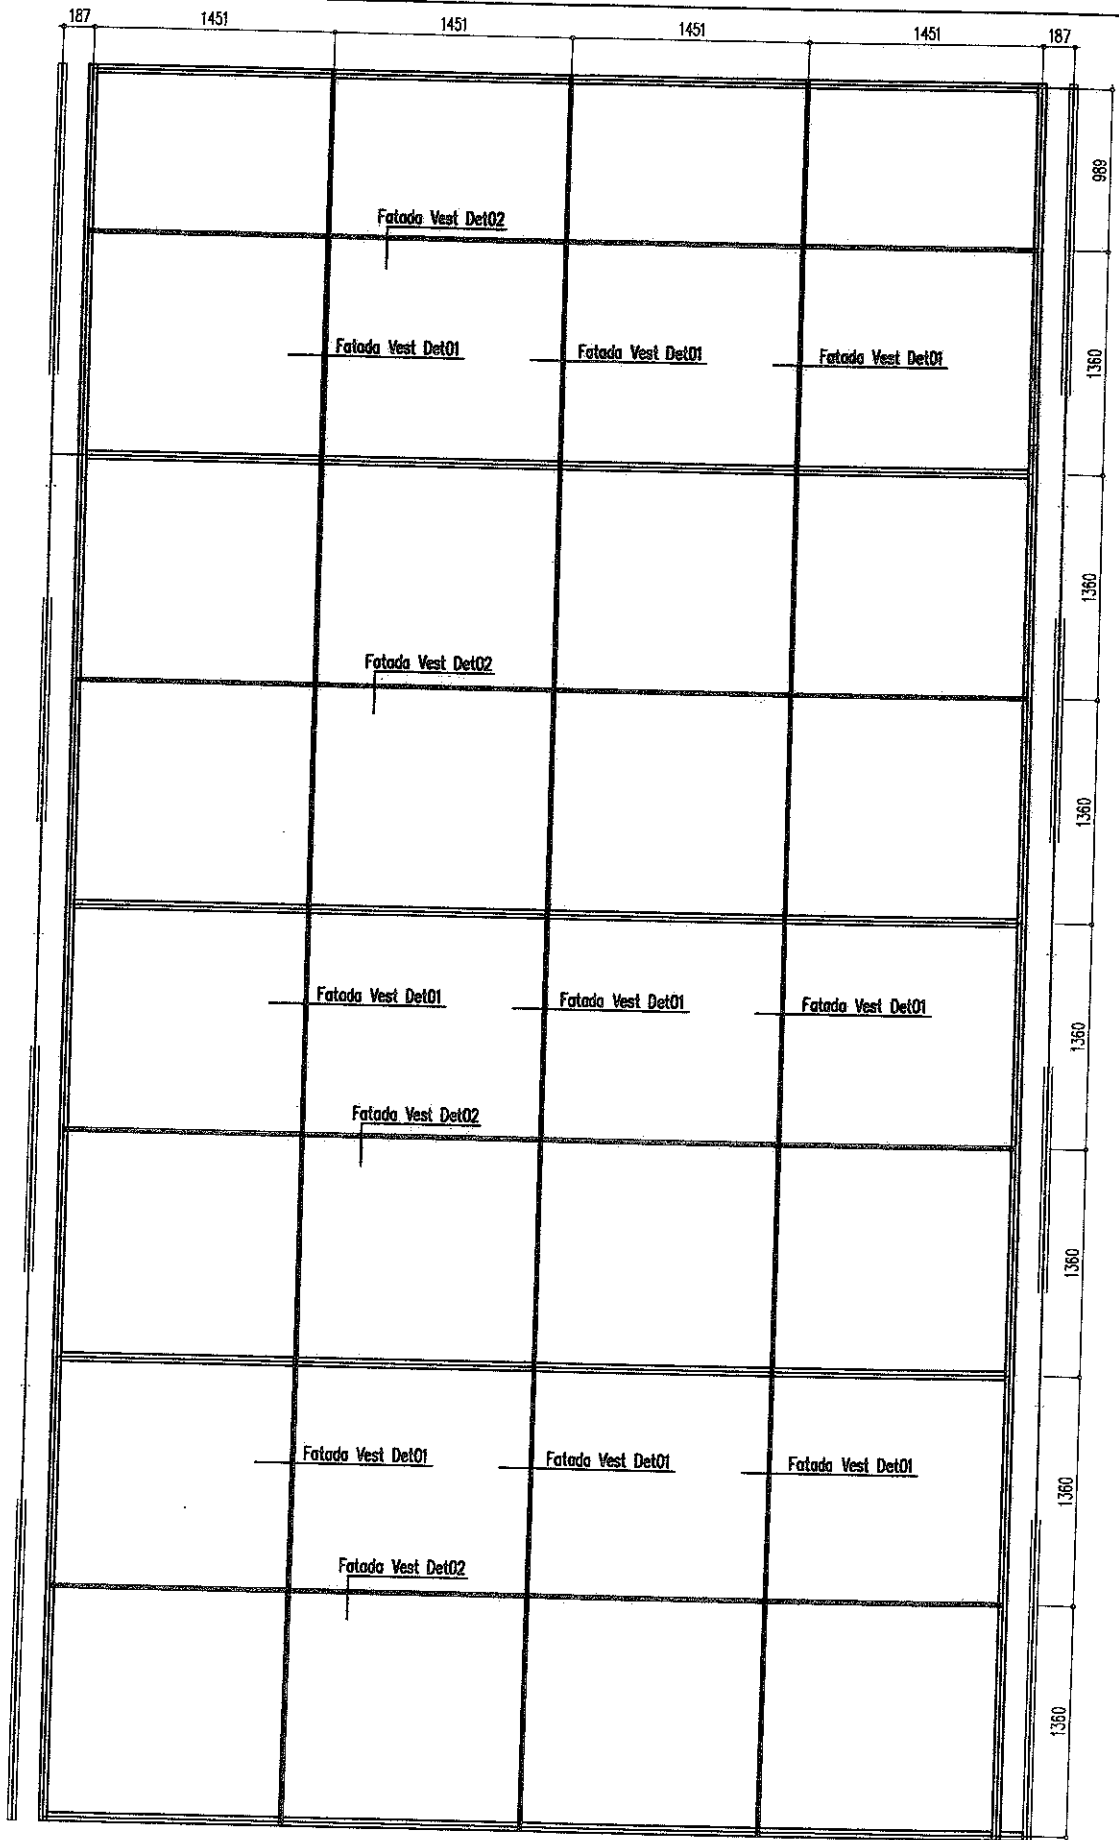 187 1451 1451 1451 1451 187
989
Fatada Vest Det02
Fatada Vest Det01 Fatada Vest Det01 Fatada Vest Det01
1360
1360
Fatada Vest Det02
1360
Fatada Vest Det01 Fatada Vest Det01 Fatada Vest Det01
1360
Fatada Vest Det02
1360
Fatada Vest Det01 Fatada Vest Det01 Fatada Vest Det01
1360
Fatada Vest Det02
1360